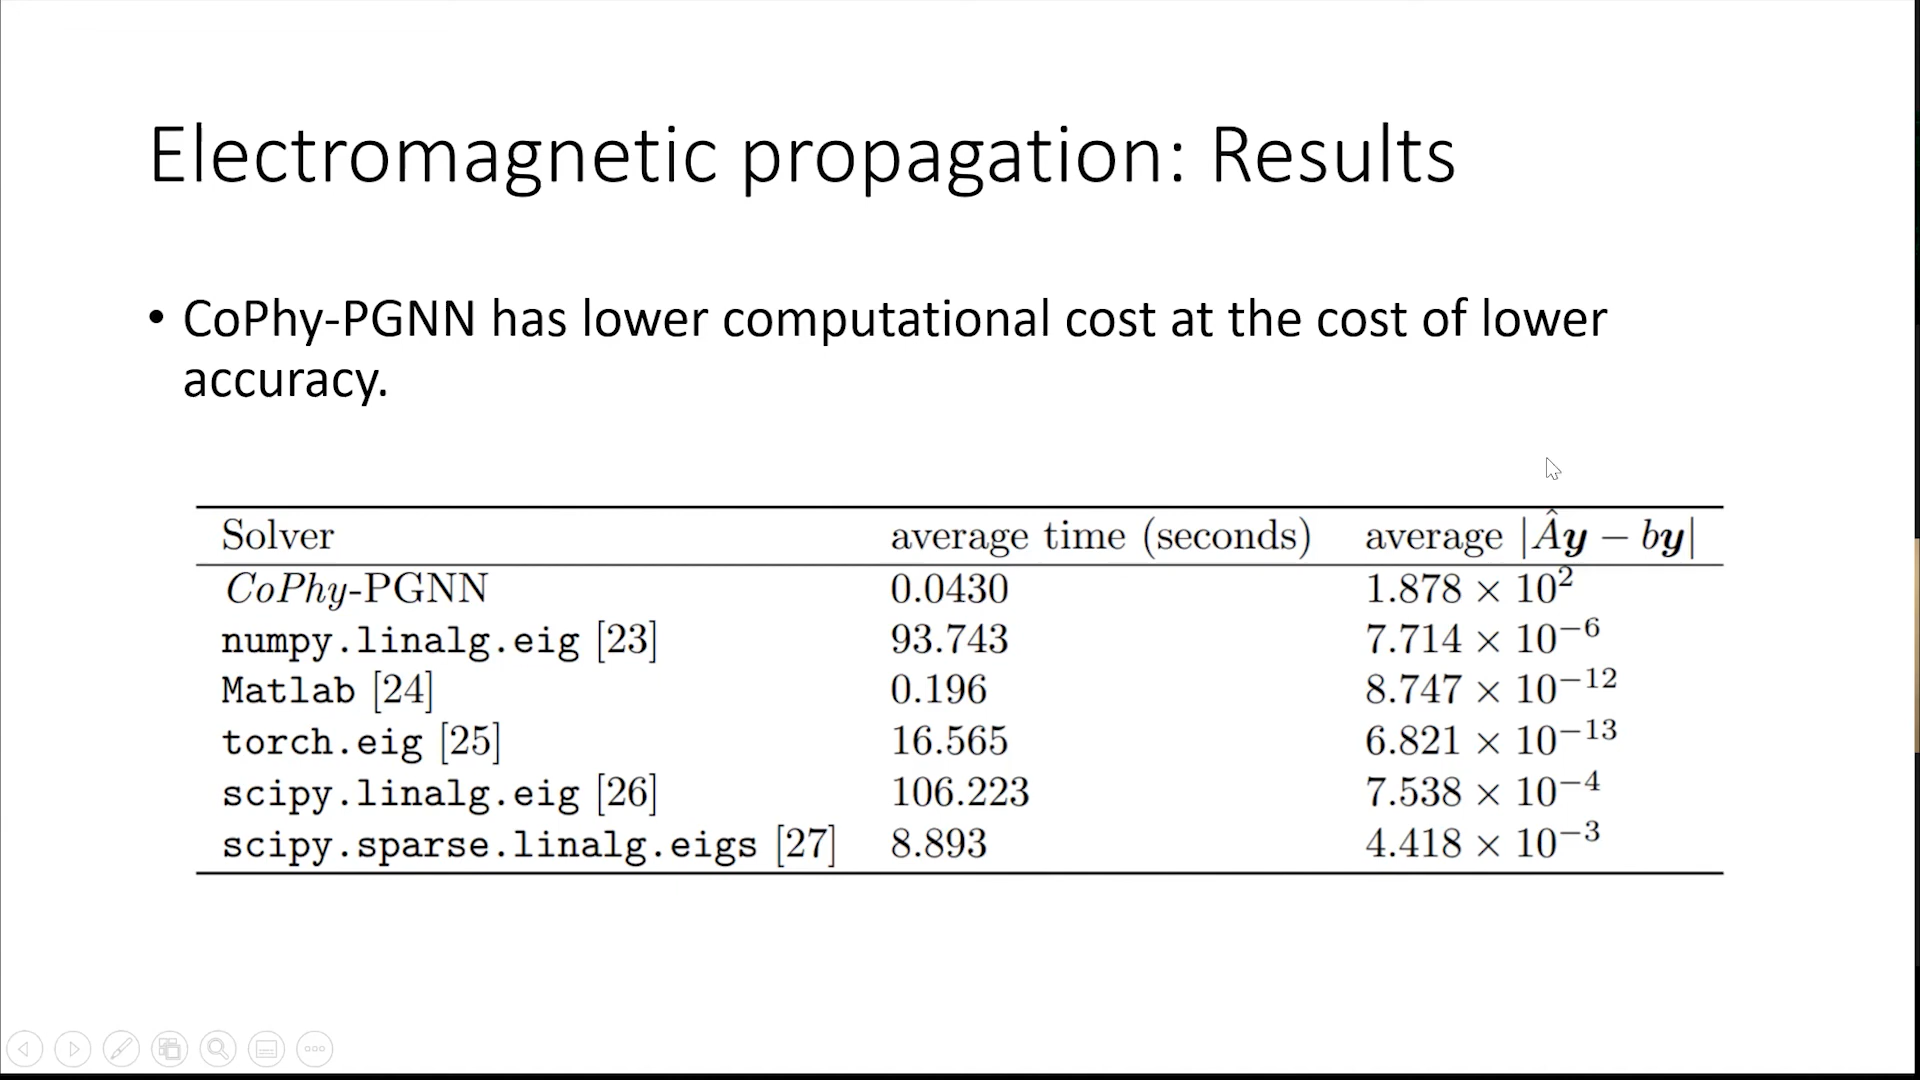 Electromagnetic propagation: Results
• CoPhy-PGNN has lower computational cost at the cost of lower
accuracy.
Solver average time (seconds) average |Ây − by|
CoPhy-PGNN 0.0430 1.878 × 10²
numpy.linalg.eig [23] 93.743 7.714 × 10⁻⁶
Matlab [24] 0.196 8.747 × 10⁻¹²
torch.eig [25] 16.565 6.821 × 10⁻¹³
scipy.linalg.eig [26] 106.223 7.538 × 10⁻⁴
scipy.sparse.linalg.eigs [27] 8.893 4.418 × 10⁻³